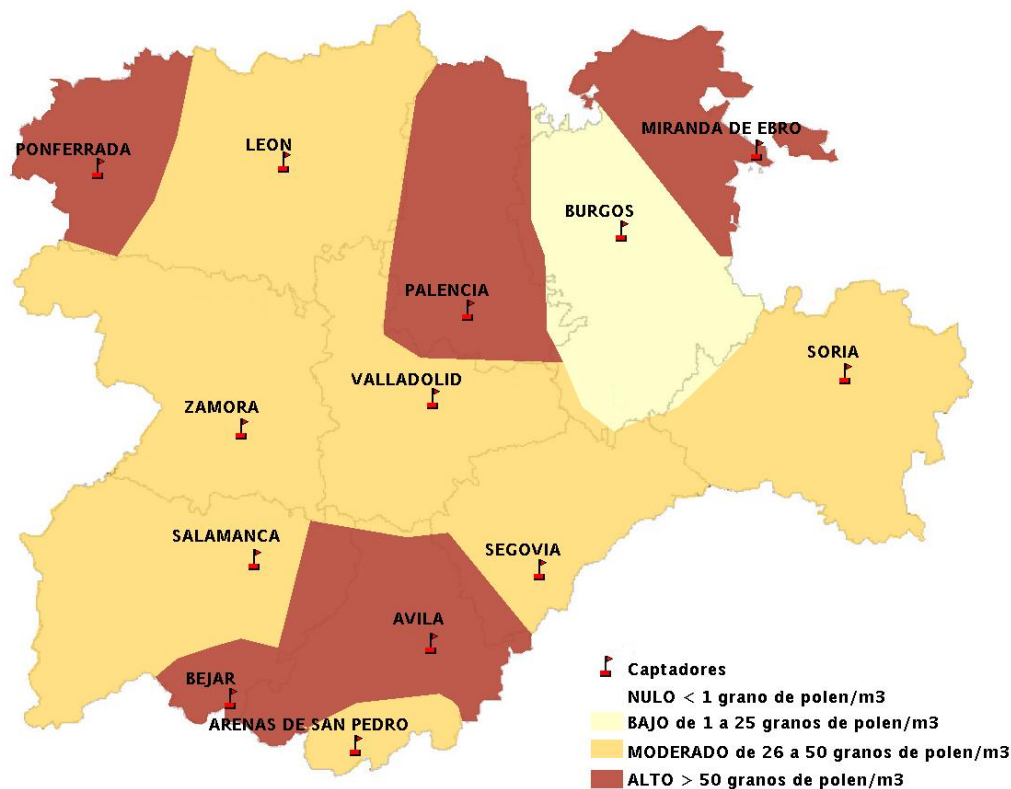 MIRANDA DE EBRO
PONFERRADA
LEON
BURGOS
PALENCIA
SORIA
VALLADOLID
ZAMORA
SALAMANCA
SEGOVIA
AVILA
BEJAR
ARENAS DE SAN PEDRO
Captadores
NULO < 1 grano de polen/m3
BAJO de 1 a 25 granos de polen/m3
MODERADO de 26 a 50 granos de polen/m3
ALTO > 50 granos de polen/m3